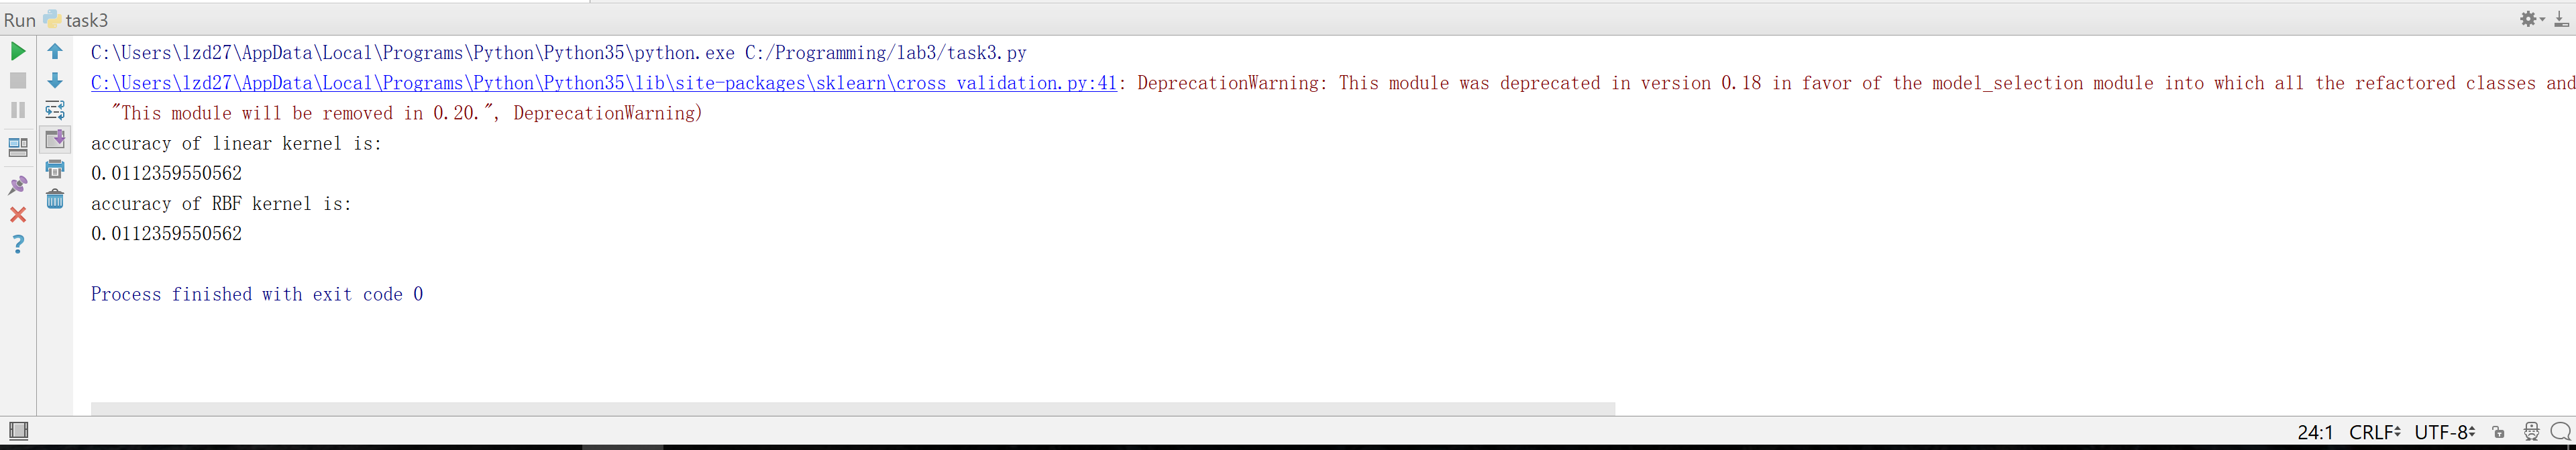 Run task3
C:\Users\lzd27\AppData\Local\Programs\Python\Python35\python.exe C:/Programming/lab3/task3.py
C:\Users\lzd27\AppData\Local\Programs\Python\Python35\lib\site-packages\sklearn\cross_validation.py:41: DeprecationWarning: This module was deprecated in version 0.18 in favor of the model_selection module into which all the refactored classes and
"This module will be removed in 0.20.", DeprecationWarning)
accuracy of linear kernel is:
0.0112359550562
accuracy of RBF kernel is:
0.0112359550562
Process finished with exit code 0
24:1 CRLF UTF-8